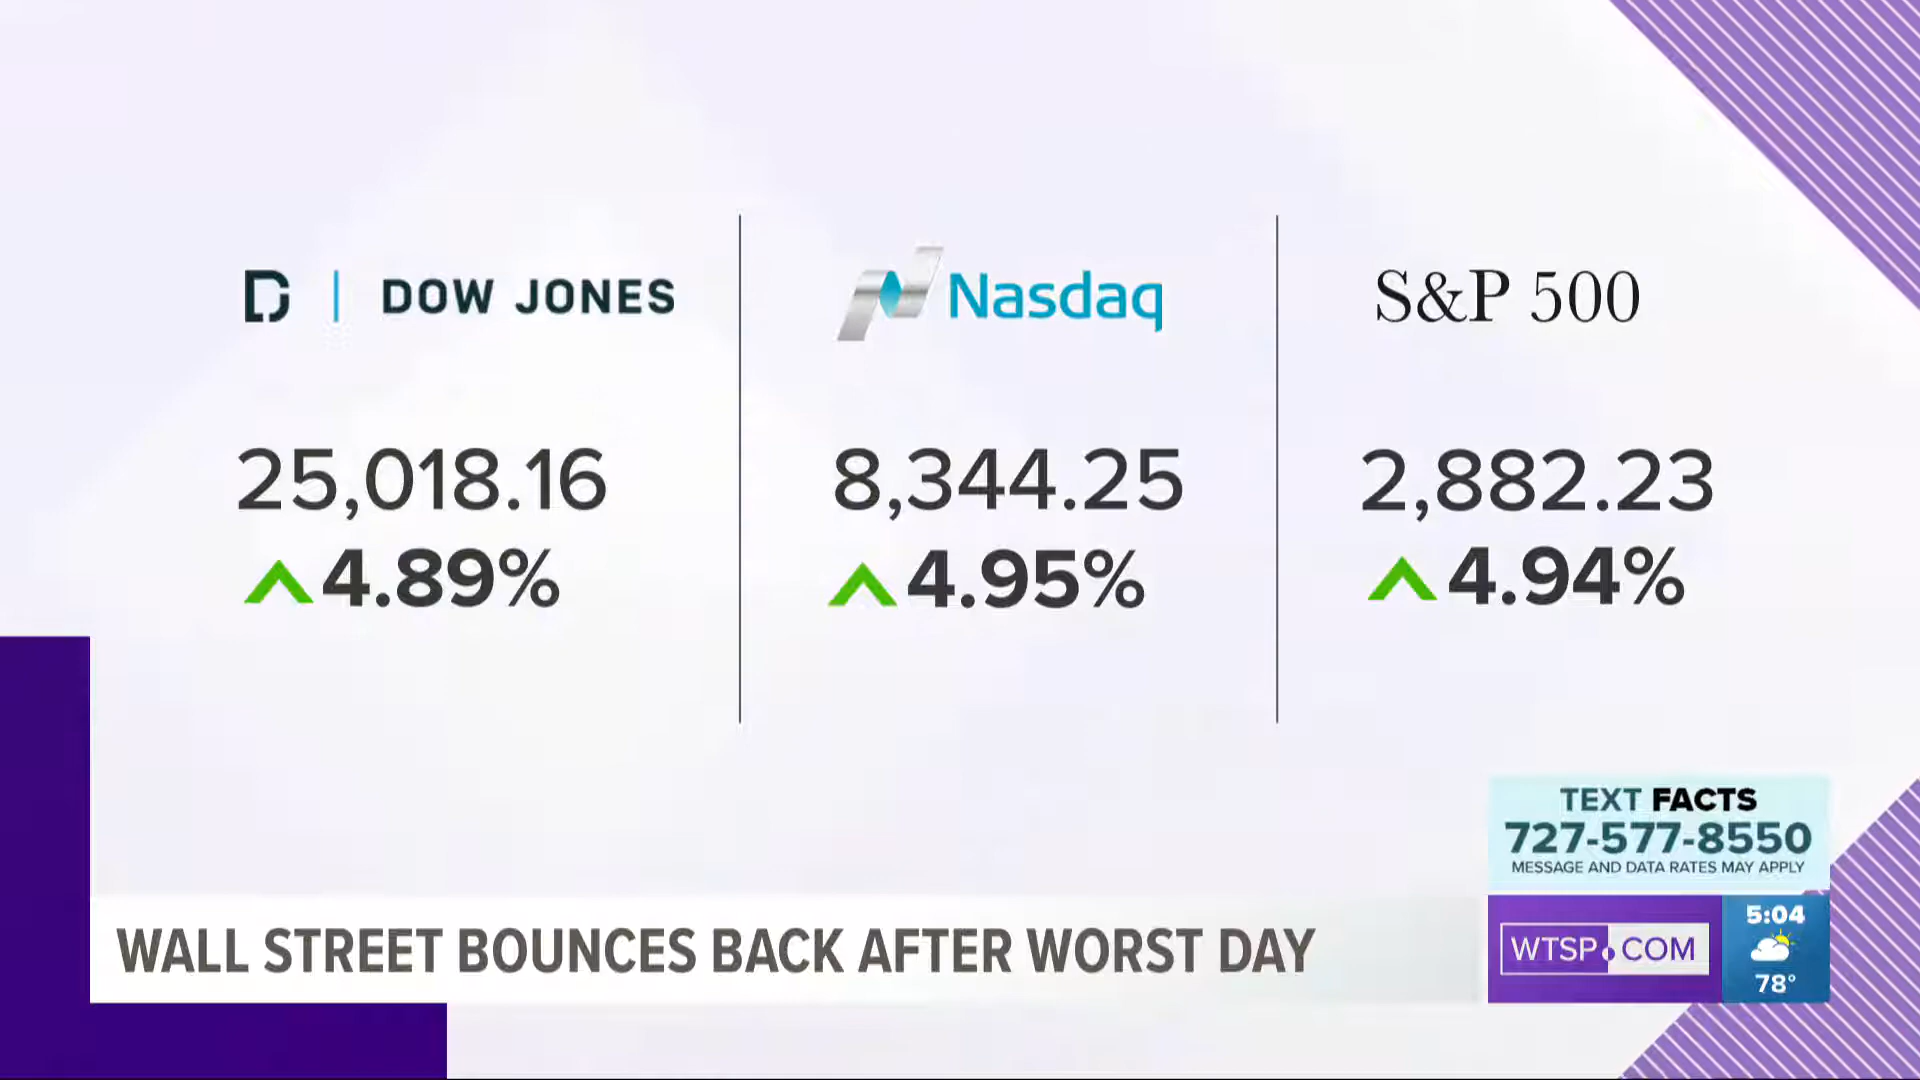 DOW JONES
Nasdaq
S&P 500
25,018.16
8,344.25
2,882.23
4.89%
4.95%
4.94%
TEXT FACTS
727-577-8550
MESSAGE AND DATA RATES MAY APPLY
WALL STREET BOUNCES BACK AFTER WORST DAY
WTSP.COM
5:04
78°